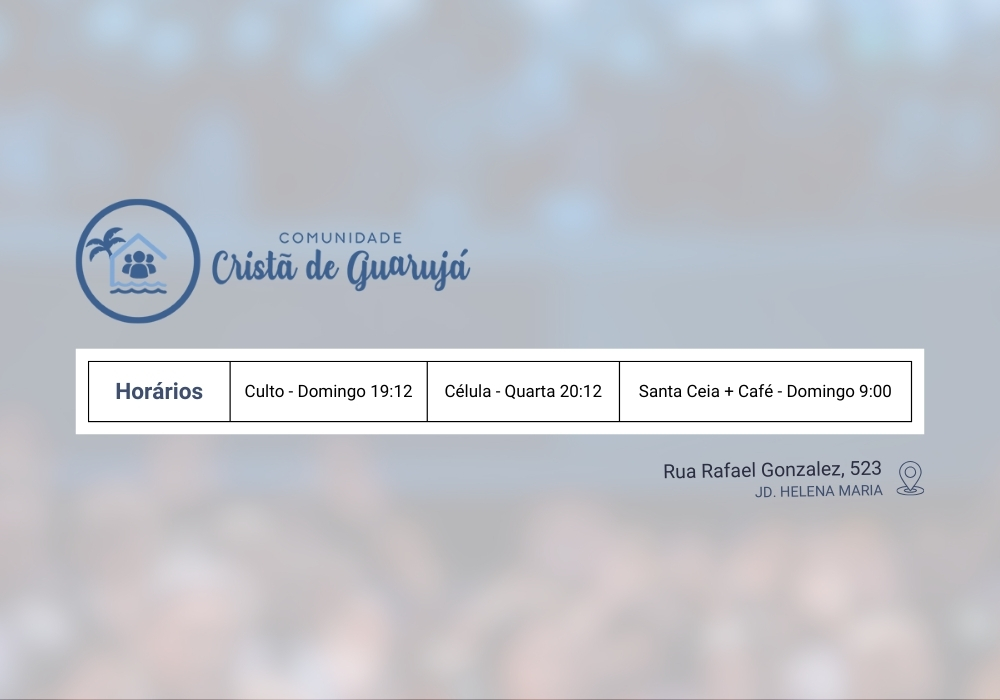 COMUNIDADE
Cristã de Guarujá
Horários
Culto - Domingo 19:12
Célula - Quarta 20:12
Santa Ceia + Café - Domingo 9:00
Rua Rafael Gonzalez, 523
JD. HELENA MARIA